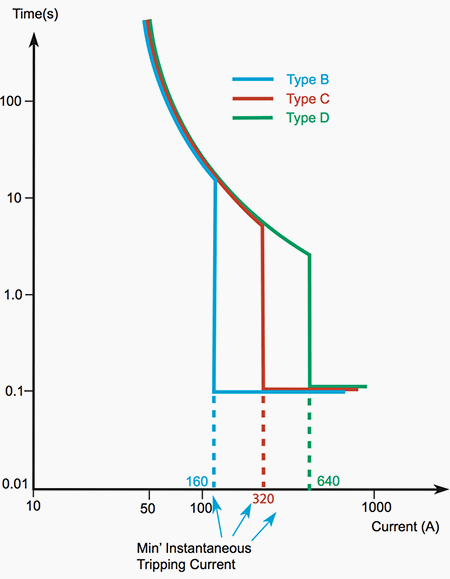 Time(s)
Type B
Type C
Type D
100
10
1.0
0.1
0.01
160
320
640
10
50
100
1000
Current (A)
Min' Instantaneous
Tripping Current